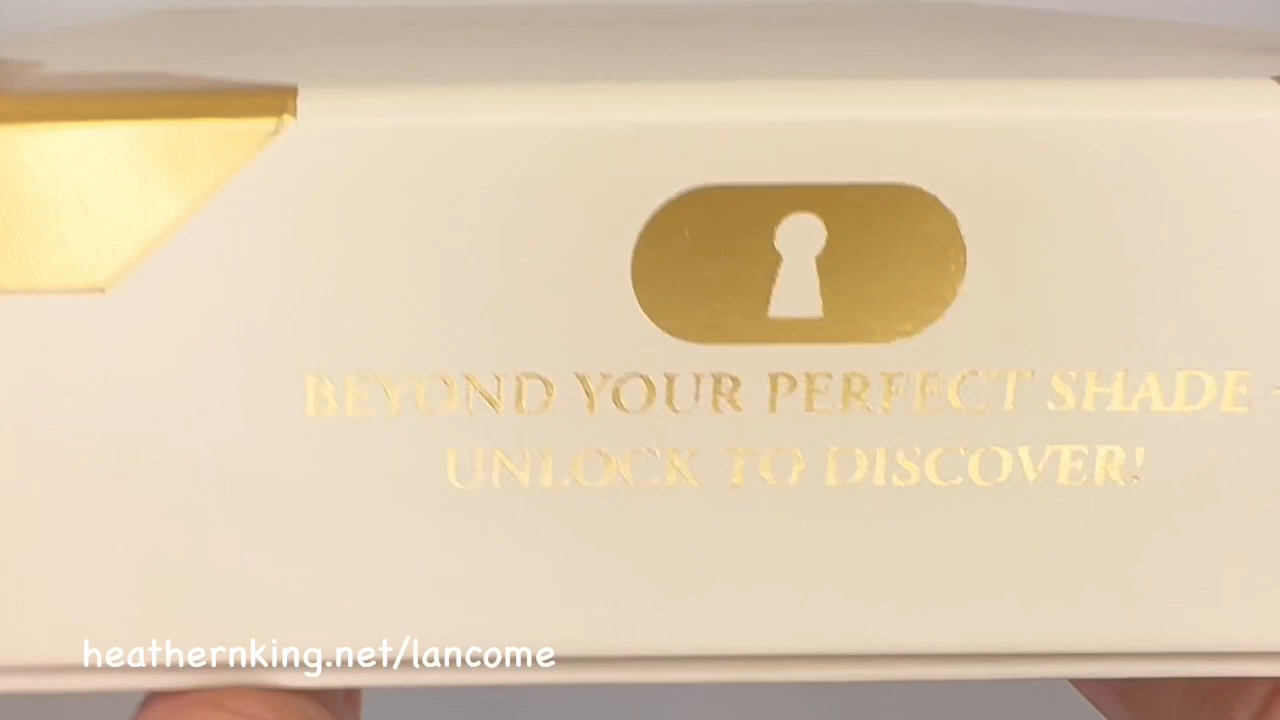 BEYOND YOUR PERFECT SHADE -
UNLOCK TO DISCOVER!
heathernking.net/lancome